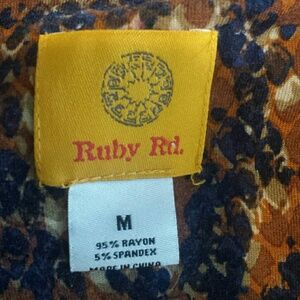 Ruby Rd.
M
95% RAYON
5% SPANDEX
MADE IN CHINA